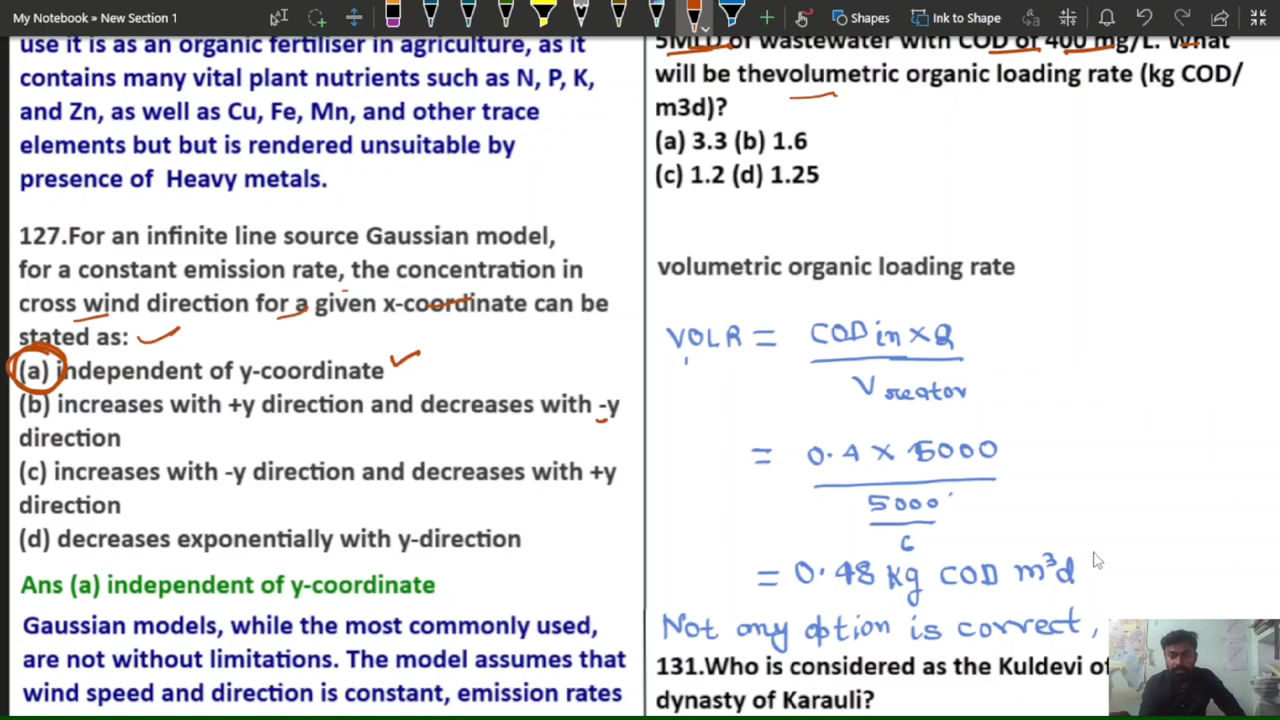 My Notebook » New Section 1
Shapes
Ink to Shape
use it is as an organic fertiliser in agriculture, as it
contains many vital plant nutrients such as N, P, K,
and Zn, as well as Cu, Fe, Mn, and other trace
elements but but is rendered unsuitable by
presence of Heavy metals.
127.For an infinite line source Gaussian model,
for a constant emission rate, the concentration in
cross wind direction for a given x-coordinate can be
stated as:
(a) independent of y-coordinate
(b) increases with +y direction and decreases with -y
direction
(c) increases with -y direction and decreases with +y
direction
(d) decreases exponentially with y-direction
Ans (a) independent of y-coordinate
Gaussian models, while the most commonly used,
are not without limitations. The model assumes that
wind speed and direction is constant, emission rates
5MLD of wastewater with COD of 400 mg/L. What
will be thevolumetric organic loading rate (kg COD/
m3d)?
(a) 3.3 (b) 1.6
(c) 1.2 (d) 1.25
volumetric organic loading rate
VOLR = COD in x Q
V reator
= 0.4 x 5000
5000
6
= 0.48 kg COD m³d
Not any option is correct,
131.Who is considered as the Kuldevi of
dynasty of Karauli?